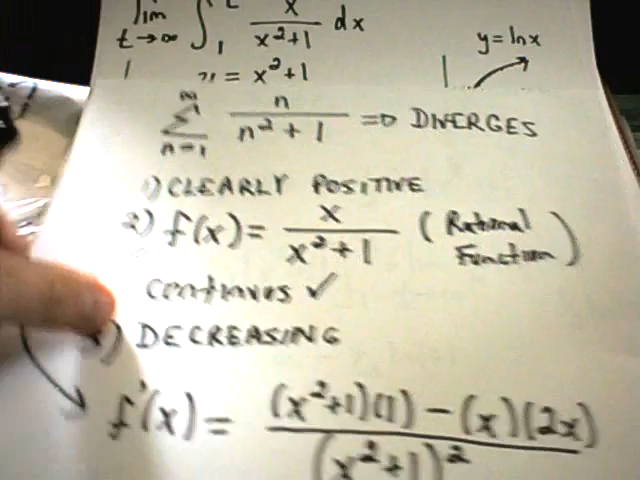 lim t→∞ ∫₁ x/(x²+1) dx
y = ln x
u = x²+1
∞ Σ n=1 n/(n²+1) ⇒ DIVERGES
1) CLEARLY POSITIVE
2) f(x) = x/(x²+1) (Rational Function)
continuous ✓
) DECREASING
f'(x) = ((x²+1)(1) − (x)(2x))/(x²+1)²